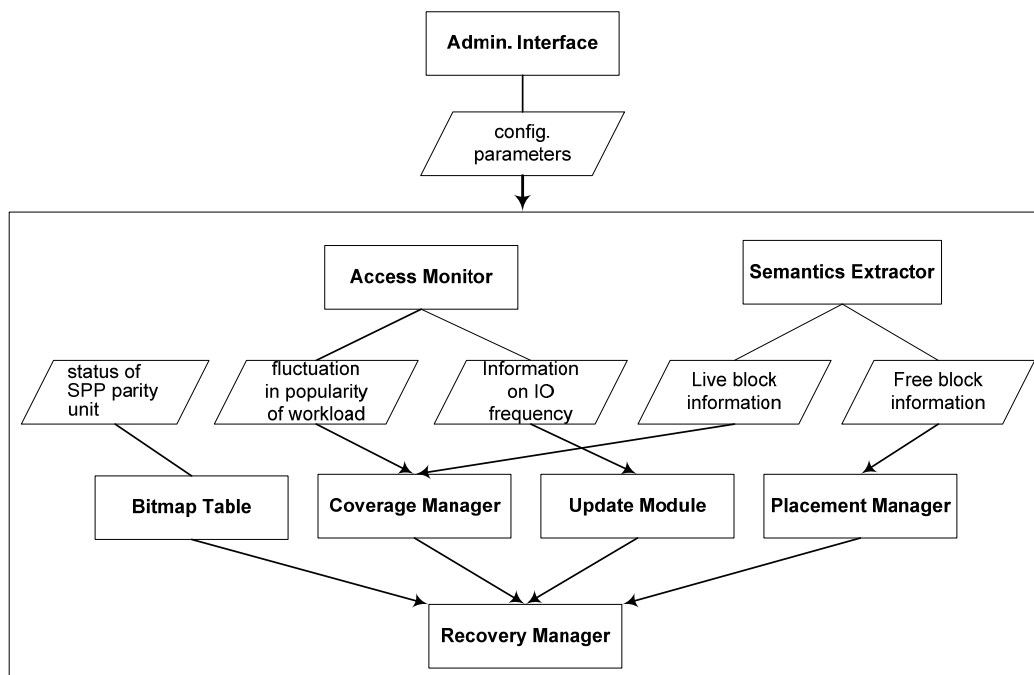 Admin. Interface
config.
parameters
Access Monitor
Semantics Extractor
status of
SPP parity
unit
fluctuation
in popularity
of workload
Information
on IO
frequency
Live block
information
Free block
information
Bitmap Table
Coverage Manager
Update Module
Placement Manager
Recovery Manager